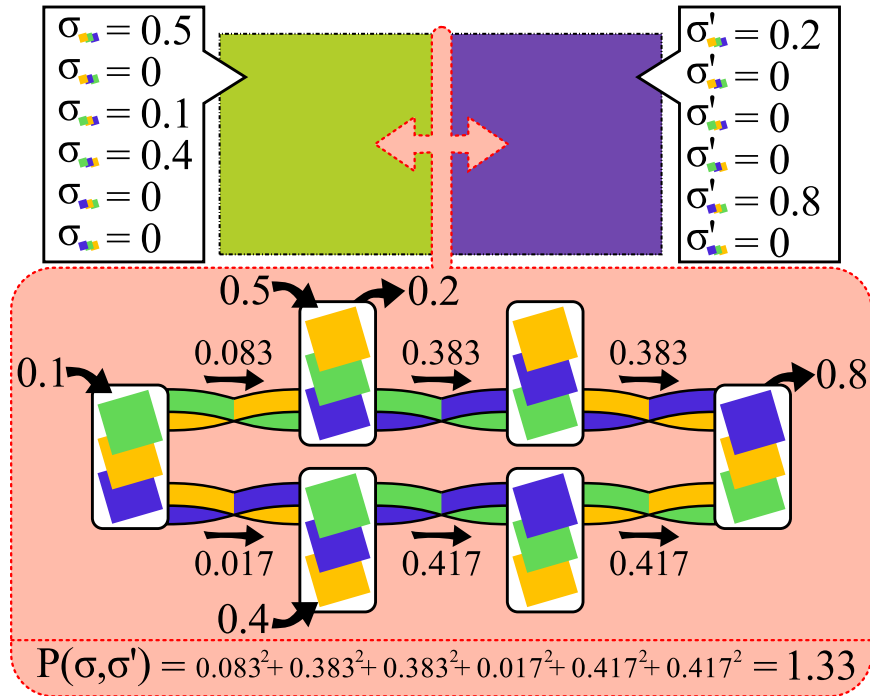 σ = 0.5
σ = 0
σ = 0.1
σ = 0.4
σ = 0
σ = 0
σ' = 0.2
σ' = 0
σ' = 0
σ' = 0
σ' = 0.8
σ' = 0
0.5 0.2
0.1 0.083 0.383 0.383 0.8
0.017 0.417 0.417
0.4
P(σ,σ') = 0.083²+ 0.383²+ 0.383²+ 0.017²+ 0.417²+ 0.417² = 1.33